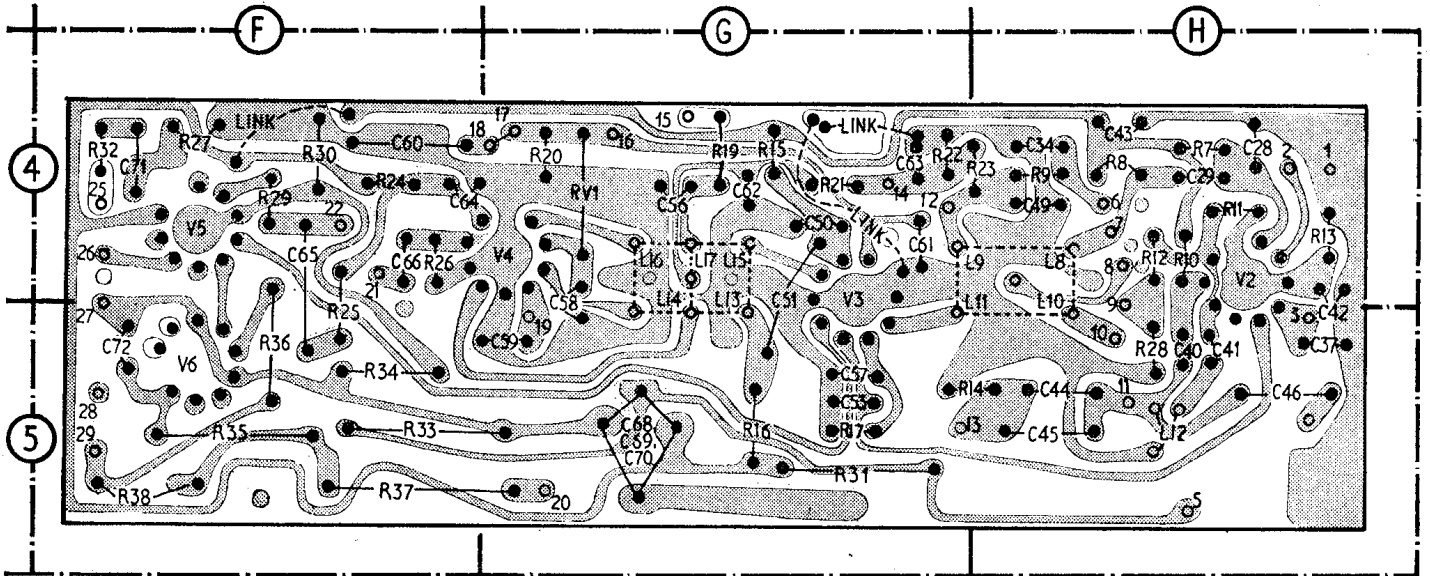 F G H
4
5
15
17
18
16
LINK
LINK
LINK
R32
C71
R27
R30
C60
R20
R19
R15
C63
R22
R23
C34
C43
R7
C28
2
1
25
R29
22
R24
C64
RV1
C56
C62
R21
14
12
R9
R8
C29
C49
6
7
R11
R13
V5
C65
C66
R26
V4
C50
C61
26
21
L16
L17
L15
L9
L8
8
R12
R10
V2
C58
L14
L13
C51
V3
L11
L10
9
27
R36
R25
19
C59
10
R28
C40
C41
3
C42
C37
C72
V6
R34
C57
R14
C44
11
C46
28
C53
29
R35
R33
C68,
C69,
C70
R16
R17
13
C45
L12
R38
R37
20
R31
5